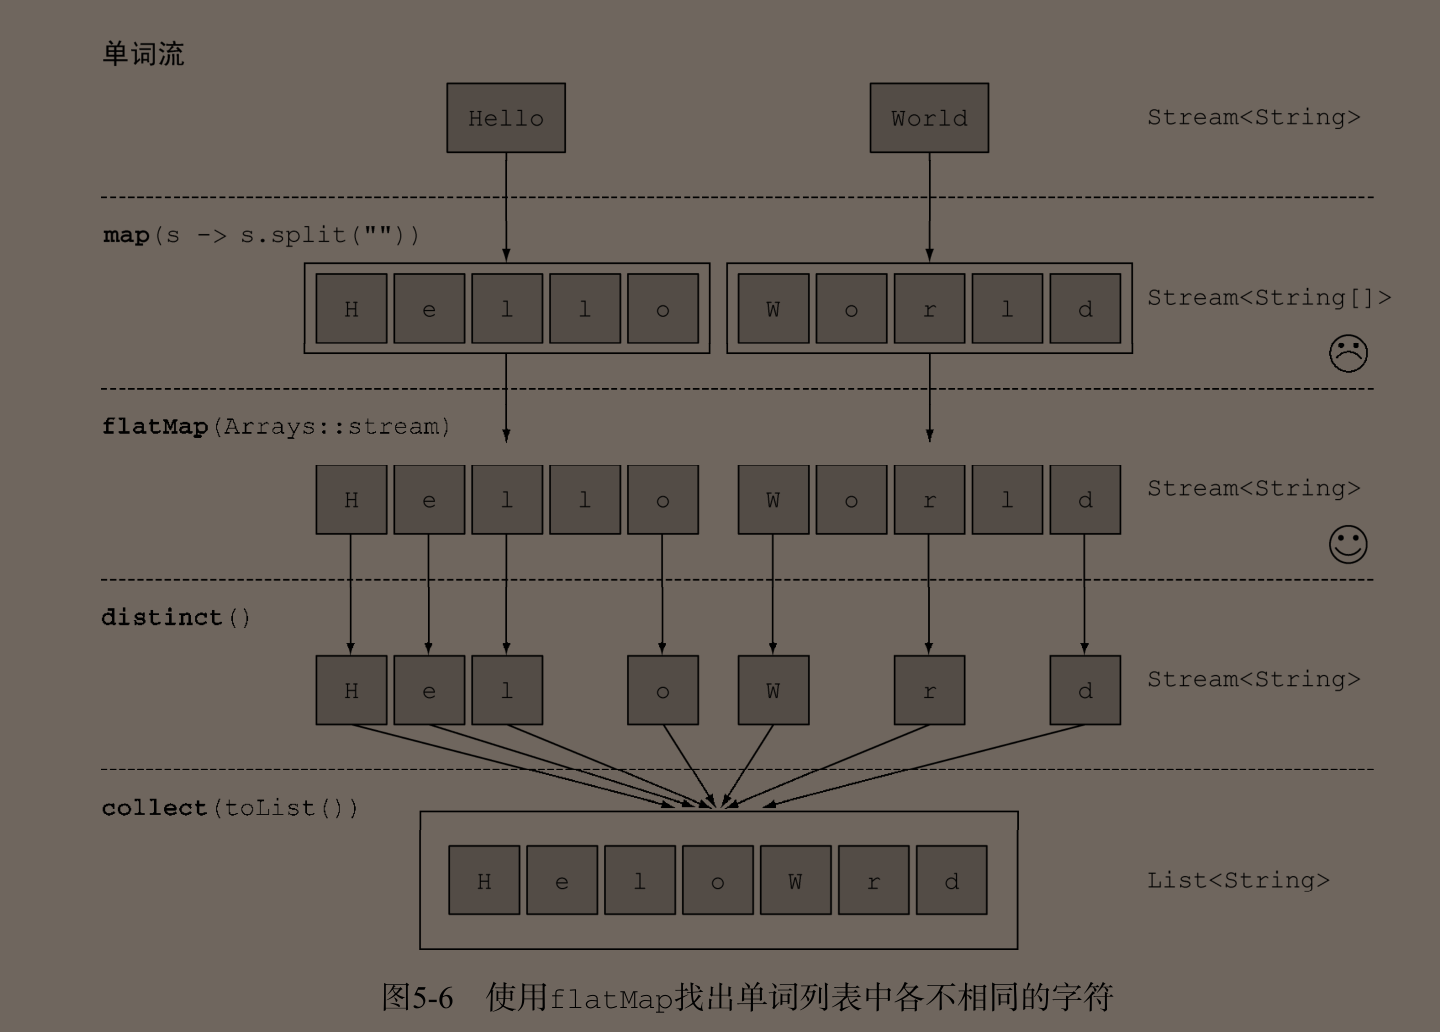 单词流
Hello World Stream<String>
map(s -> s.split(""))
H e l l o W o r l d Stream<String[]>
flatMap(Arrays::stream)
H e l l o W o r l d Stream<String>
distinct()
H e l o W r d Stream<String>
collect(toList())
H e l o W r d List<String>
图5-6 使用flatMap找出单词列表中各不相同的字符